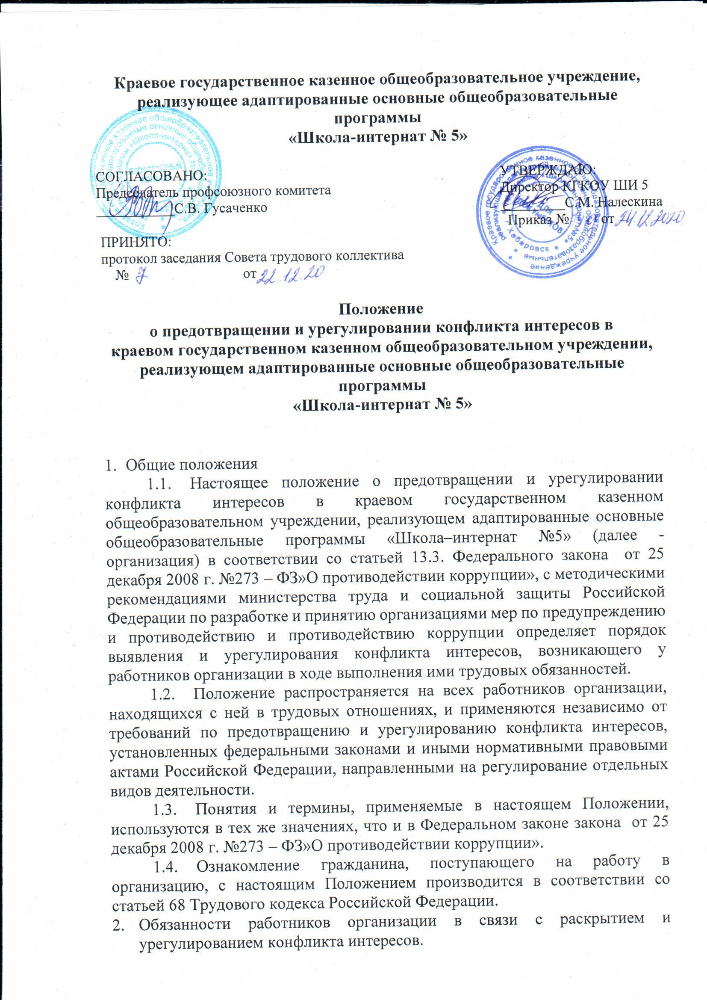 Краевое государственное казенное общеобразовательное учреждение,
реализующее адаптированные основные общеобразовательные
программы
«Школа-интернат № 5»
СОГЛАСОВАНО:
Председатель профсоюзного комитета
____________С.В. Гусаченко
УТВЕРЖДАЮ:
Директор КГКОУ ШИ 5
__________С.М. Налескина
Приказ № от 24.12.2020
ПРИНЯТО:
протокол заседания Совета трудового коллектива
№ 7 от 22.12.20
Положение
о предотвращении и урегулировании конфликта интересов в
краевом государственном казенном общеобразовательном учреждении,
реализующем адаптированные основные общеобразовательные
программы
«Школа-интернат № 5»
1. Общие положения
1.1. Настоящее положение о предотвращении и урегулировании
конфликта интересов в краевом государственном казенном
общеобразовательном учреждении, реализующем адаптированные основные
общеобразовательные программы «Школа–интернат №5» (далее -
организация) в соответствии со статьей 13.3. Федерального закона от 25
декабря 2008 г. №273 – ФЗ»О противодействии коррупции», с методическими
рекомендациями министерства труда и социальной защиты Российской
Федерации по разработке и принятию организациями мер по предупреждению
и противодействию и противодействию коррупции определяет порядок
выявления и урегулирования конфликта интересов, возникающего у
работников организации в ходе выполнения ими трудовых обязанностей.
1.2. Положение распространяется на всех работников организации,
находящихся с ней в трудовых отношениях, и применяются независимо от
требований по предотвращению и урегулированию конфликта интересов,
установленных федеральными законами и иными нормативными правовыми
актами Российской Федерации, направленными на регулирование отдельных
видов деятельности.
1.3. Понятия и термины, применяемые в настоящем Положении,
используются в тех же значениях, что и в Федеральном законе закона от 25
декабря 2008 г. №273 – ФЗ»О противодействии коррупции».
1.4. Ознакомление гражданина, поступающего на работу в
организацию, с настоящим Положением производится в соответствии со
статьей 68 Трудового кодекса Российской Федерации.
2. Обязанности работников организации в связи с раскрытием и
урегулированием конфликта интересов.